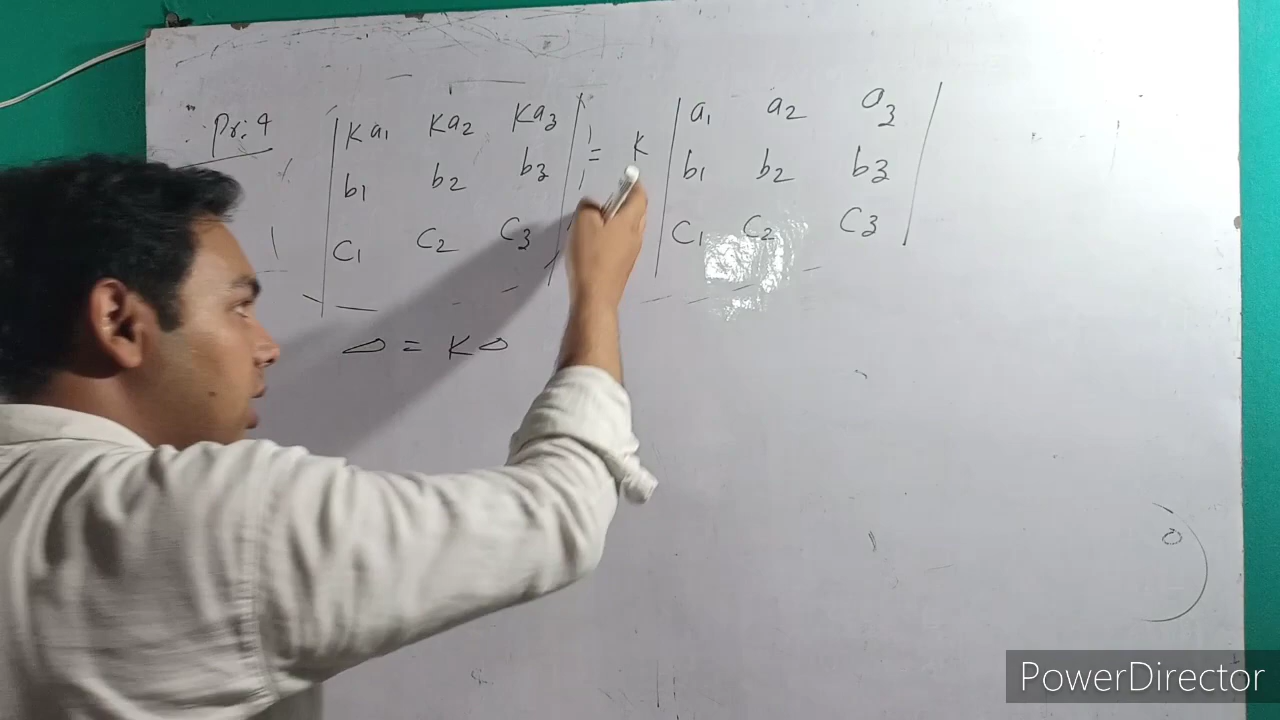 Pr. 4
| ka₁ ka₂ ka₃ | = k | a₁ a₂ a₃ |
| b₁ b₂ b₃ | | b₁ b₂ b₃ |
| c₁ c₂ c₃ | | c₁ c₂ c₃ |
△ = K△
PowerDirector